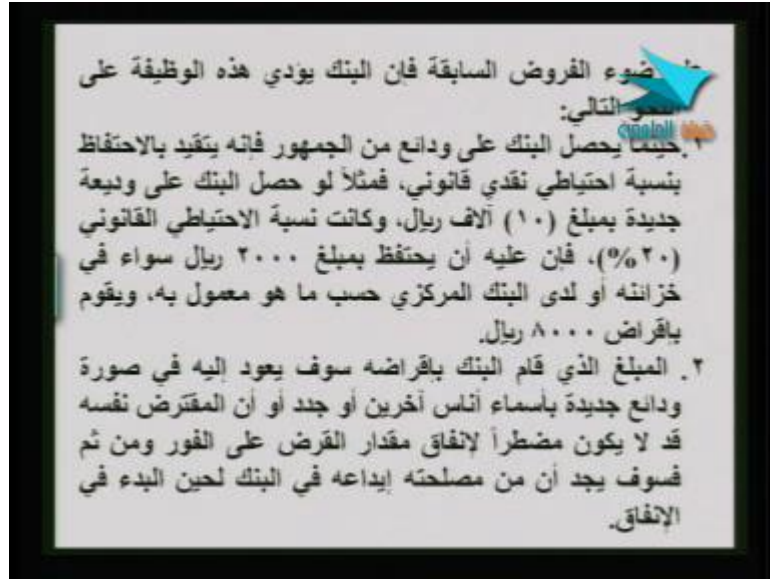 ضوء الفروض السابقة فإن البنك يؤدي هذه الوظيفة على
التالي:
١. حينما يحصل البنك على ودائع من الجمهور فإنه يتقيد بالاحتفاظ
بنسبة احتياطي نقدي قانوني، فمثلاً لو حصل البنك على وديعة
جديدة بمبلغ (١٠) آلاف ريال، وكانت نسبة الاحتياطي القانوني
(٢٠%)، فإن عليه أن يحتفظ بمبلغ ٢٠٠٠ ريال سواء في
خزائنه أو لدى البنك المركزي حسب ما هو معمول به، ويقوم
بإقراض ٨٠٠٠ ريال.
٢. المبلغ الذي قام البنك بإقراضه سوف يعود إليه في صورة
ودائع جديدة بأسماء أناس آخرين أو جدد أو أن المقترض نفسه
قد لا يكون مضطراً لإنفاق مقدار القرض على الفور ومن ثم
فسوف يجد أن من مصلحته إيداعه في البنك لحين البدء في
الإنفاق.